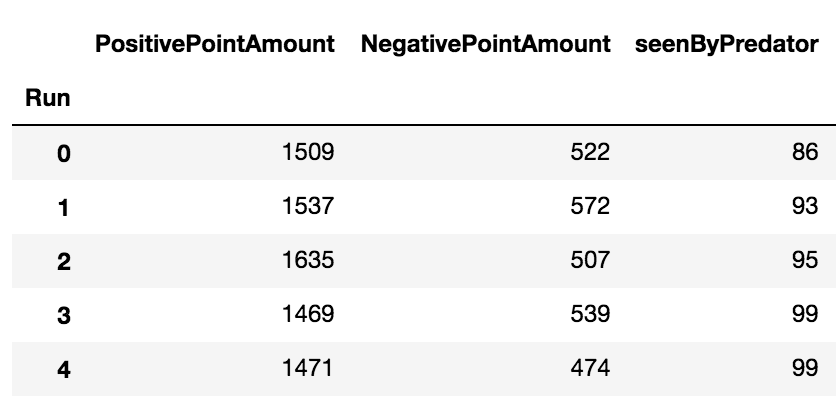 PositivePointAmount NegativePointAmount seenByPredator
Run
0 1509 522 86
1 1537 572 93
2 1635 507 95
3 1469 539 99
4 1471 474 99